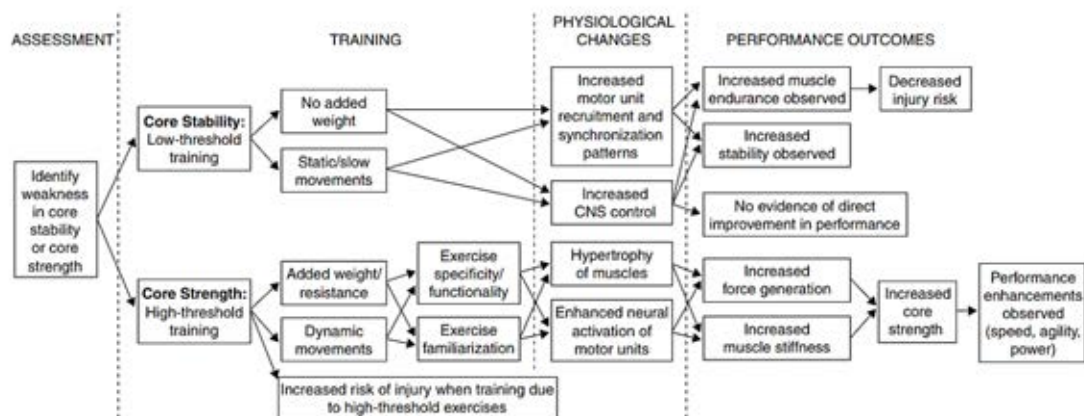 ASSESSMENT
TRAINING
PHYSIOLOGICAL
CHANGES
PERFORMANCE OUTCOMES
Identify
weakness
in core
stability
or core
strength
Core Stability:
Low-threshold
training
No added
weight
Static/slow
movements
Increased
motor unit
recruitment and
synchronization
patterns
Increased
CNS control
Increased muscle
endurance observed
Decreased
injury risk
Increased
stability observed
No evidence of direct
improvement in performance
Core Strength:
High-threshold
training
Added weight/
resistance
Dynamic
movements
Exercise
specificity/
functionality
Exercise
familiarization
Increased risk of injury when training due
to high-threshold exercises
Hypertrophy
of muscles
Enhanced neural
activation of
motor units
Increased
force generation
Increased
muscle stiffness
Increased
core
strength
Performance
enhancements
observed
(speed, agility,
power)